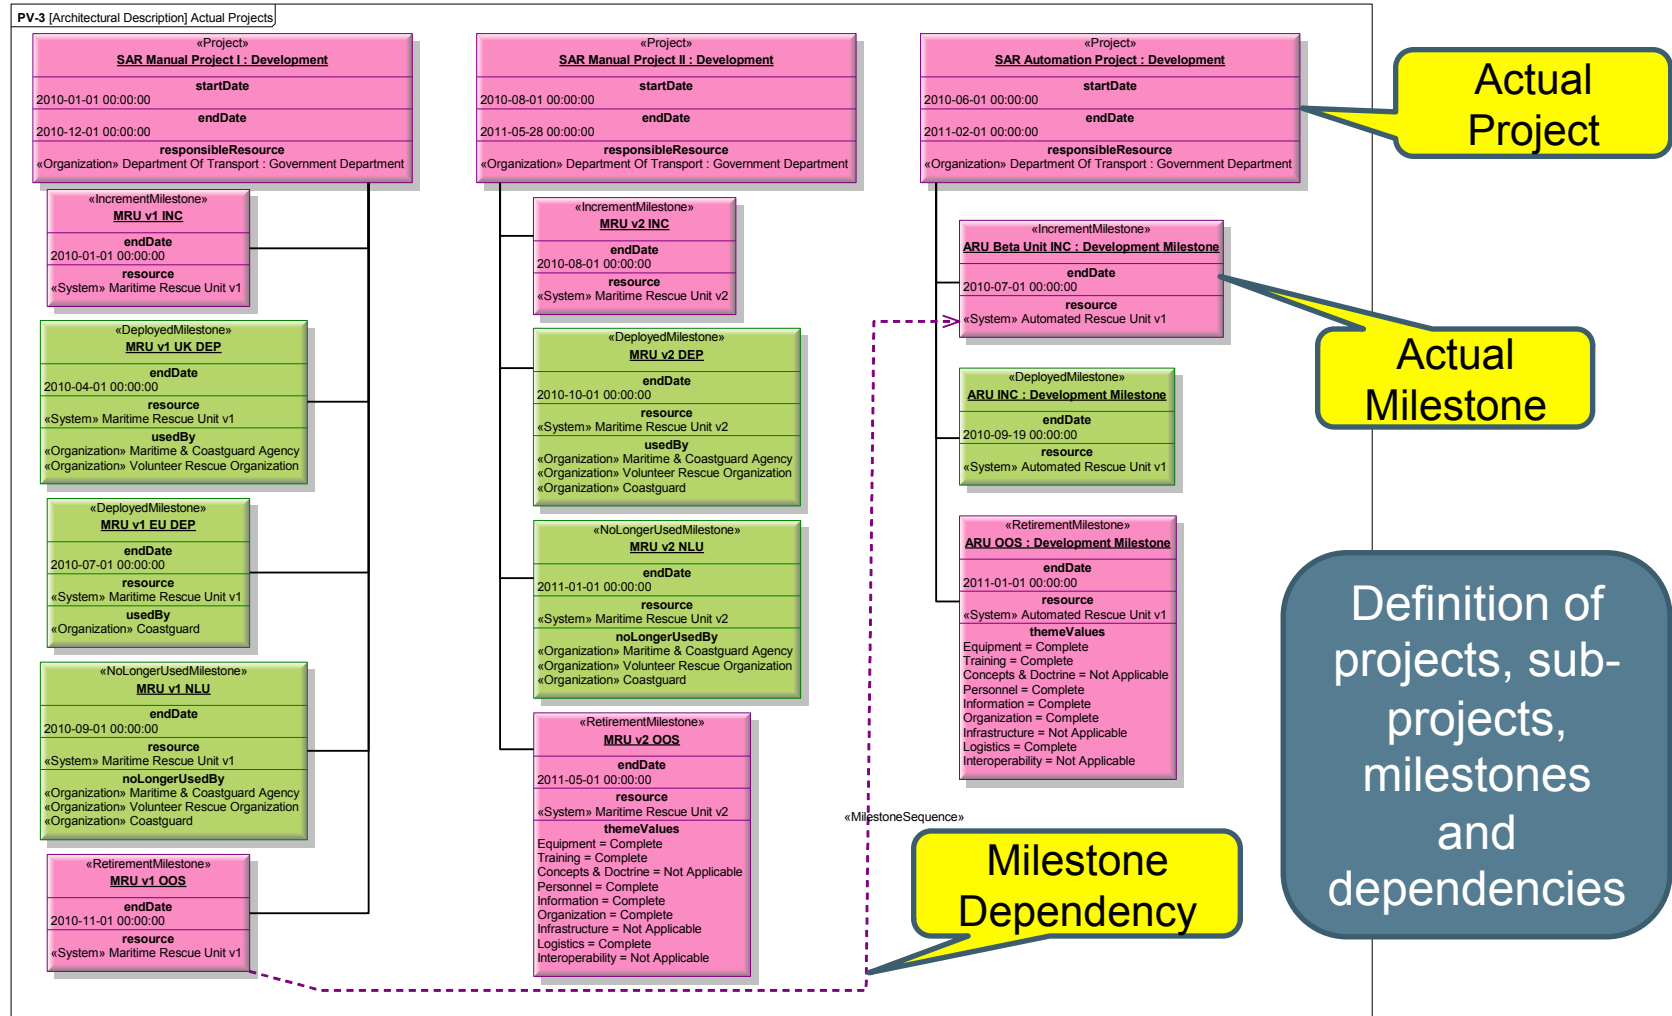 PV-3 [Architectural Description] Actual Projects
«Project»
SAR Manual Project I : Development
startDate
2010-01-01 00:00:00
endDate
2010-12-01 00:00:00
responsibleResource
«Organization» Department Of Transport : Government Department
«IncrementMilestone»
MRU v1 INC
endDate
2010-01-01 00:00:00
resource
«System» Maritime Rescue Unit v1
«DeployedMilestone»
MRU v1 UK DEP
endDate
2010-04-01 00:00:00
resource
«System» Maritime Rescue Unit v1
usedBy
«Organization» Maritime & Coastguard Agency
«Organization» Volunteer Rescue Organization
«DeployedMilestone»
MRU v1 EU DEP
endDate
2010-07-01 00:00:00
resource
«System» Maritime Rescue Unit v1
usedBy
«Organization» Coastguard
«NoLongerUsedMilestone»
MRU v1 NLU
endDate
2010-09-01 00:00:00
resource
«System» Maritime Rescue Unit v1
noLongerUsedBy
«Organization» Maritime & Coastguard Agency
«Organization» Volunteer Rescue Organization
«Organization» Coastguard
«RetirementMilestone»
MRU v1 OOS
endDate
2010-11-01 00:00:00
resource
«System» Maritime Rescue Unit v1
«Project»
SAR Manual Project II : Development
startDate
2010-08-01 00:00:00
endDate
2011-05-28 00:00:00
responsibleResource
«Organization» Department Of Transport : Government Department
«IncrementMilestone»
MRU v2 INC
endDate
2010-08-01 00:00:00
resource
«System» Maritime Rescue Unit v2
«DeployedMilestone»
MRU v2 DEP
endDate
2010-10-01 00:00:00
resource
«System» Maritime Rescue Unit v2
usedBy
«Organization» Maritime & Coastguard Agency
«Organization» Volunteer Rescue Organization
«Organization» Coastguard
«NoLongerUsedMilestone»
MRU v2 NLU
endDate
2011-01-01 00:00:00
resource
«System» Maritime Rescue Unit v2
noLongerUsedBy
«Organization» Maritime & Coastguard Agency
«Organization» Volunteer Rescue Organization
«Organization» Coastguard
«RetirementMilestone»
MRU v2 OOS
endDate
2011-05-01 00:00:00
resource
«System» Maritime Rescue Unit v2
themeValues
Equipment = Complete
Training = Complete
Concepts & Doctrine = Not Applicable
Personnel = Complete
Information = Complete
Organization = Complete
Infrastructure = Not Applicable
Logistics = Complete
Interoperability = Not Applicable
«Project»
SAR Automation Project : Development
startDate
2010-06-01 00:00:00
endDate
2011-02-01 00:00:00
responsibleResource
«Organization» Department Of Transport : Government Department
«IncrementMilestone»
ARU Beta Unit INC : Development Milestone
endDate
2010-07-01 00:00:00
resource
«System» Automated Rescue Unit v1
«DeployedMilestone»
ARU INC : Development Milestone
endDate
2010-09-19 00:00:00
resource
«System» Automated Rescue Unit v1
«RetirementMilestone»
ARU OOS : Development Milestone
endDate
2011-01-01 00:00:00
resource
«System» Automated Rescue Unit v1
themeValues
Equipment = Complete
Training = Complete
Concepts & Doctrine = Not Applicable
Personnel = Complete
Information = Complete
Organization = Complete
Infrastructure = Not Applicable
Logistics = Complete
Interoperability = Not Applicable
«MilestoneSequence»
Milestone
Dependency
Actual
Project
Actual
Milestone
Definition of
projects, sub-
projects,
milestones
and
dependencies